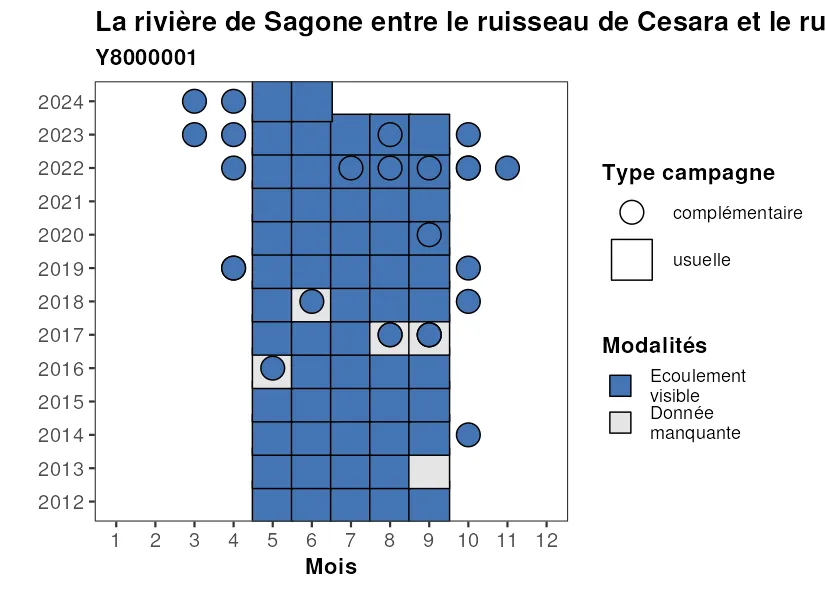 La rivière de Sagone entre le ruisseau de Cesara et le ru
Y8000001
2024
2023
2022
2021
2020
2019
2018
2017
2016
2015
2014
2013
2012
1 2 3 4 5 6 7 8 9 10 11 12
Mois
Type campagne
complémentaire
usuelle
Modalités
Ecoulement
visible
Donnée
manquante